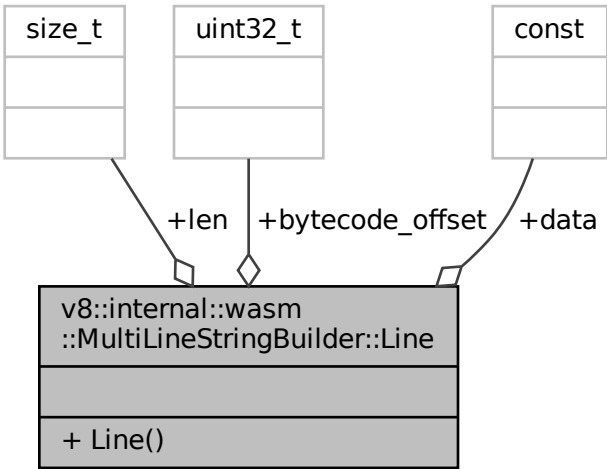 size_t
uint32_t
const
+len
+bytecode_offset
+data
v8::internal::wasm
::MultiLineStringBuilder::Line
+ Line()